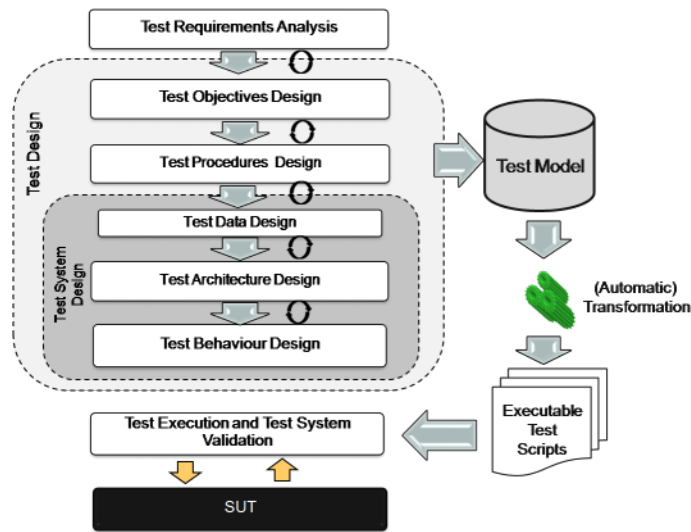 Test Requirements Analysis
Test Objectives Design
Test Procedures Design
Test Data Design
Test Architecture Design
Test Behaviour Design
Test Design
Test System
Design
Test Model
(Automatic)
Transformation
Executable
Test
Scripts
Test Execution and Test System
Validation
SUT